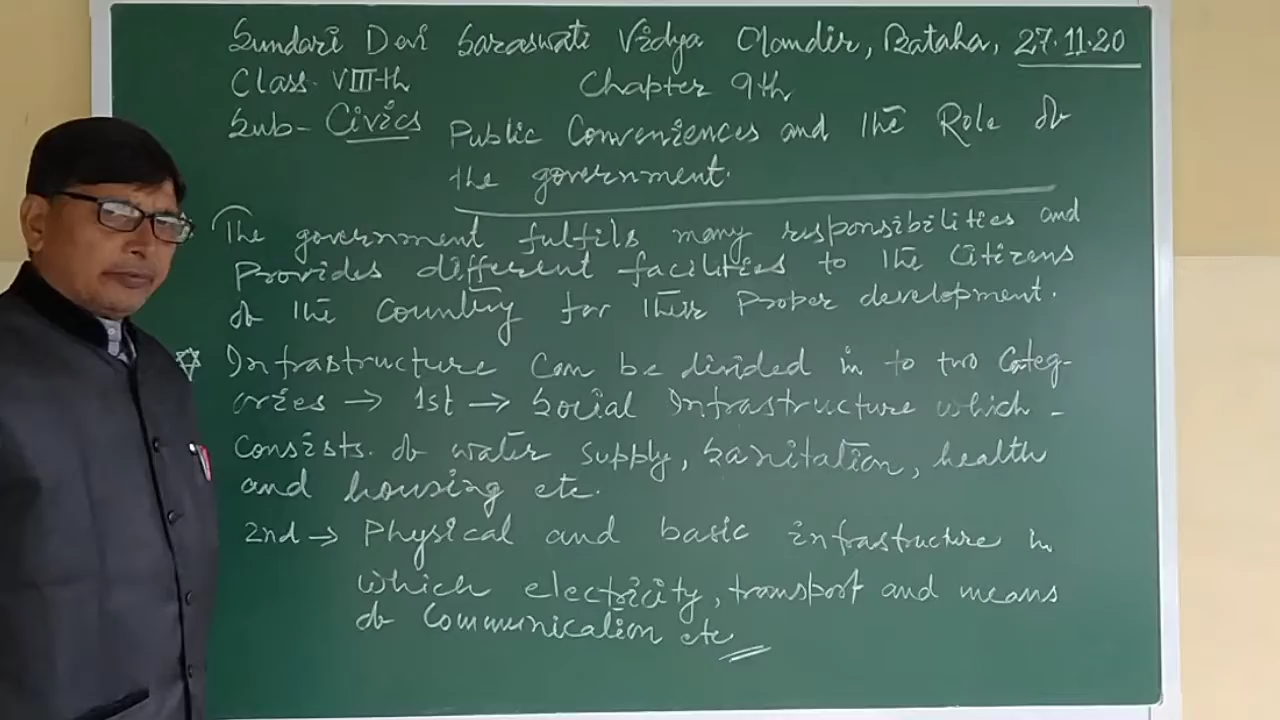 Sundari Devi Saraswati Vidya Mandir, Bataha, 27.11.20
Class- VIII-th Chapter 9th
Sub- Civics
Public Conveniences and the Role of
the government.
The government fulfils many responsibilities and
Provides different facilities to the Citizens
of the Country for their Proper development.
Infrastructure Can be divided in to two Categ-
ories → 1st → Social Infrastructure which -
Consists. of water supply, Sanitation, health
and housing etc.
2nd → Physical and basic infrastructure in
which electricity, transport and means
of Communication etc